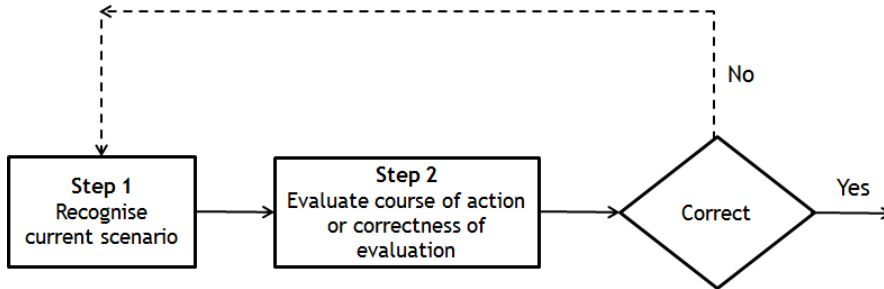 No
Step 1
Recognise
current scenario
Step 2
Evaluate course of action
or correctness of
evaluation
Correct
Yes